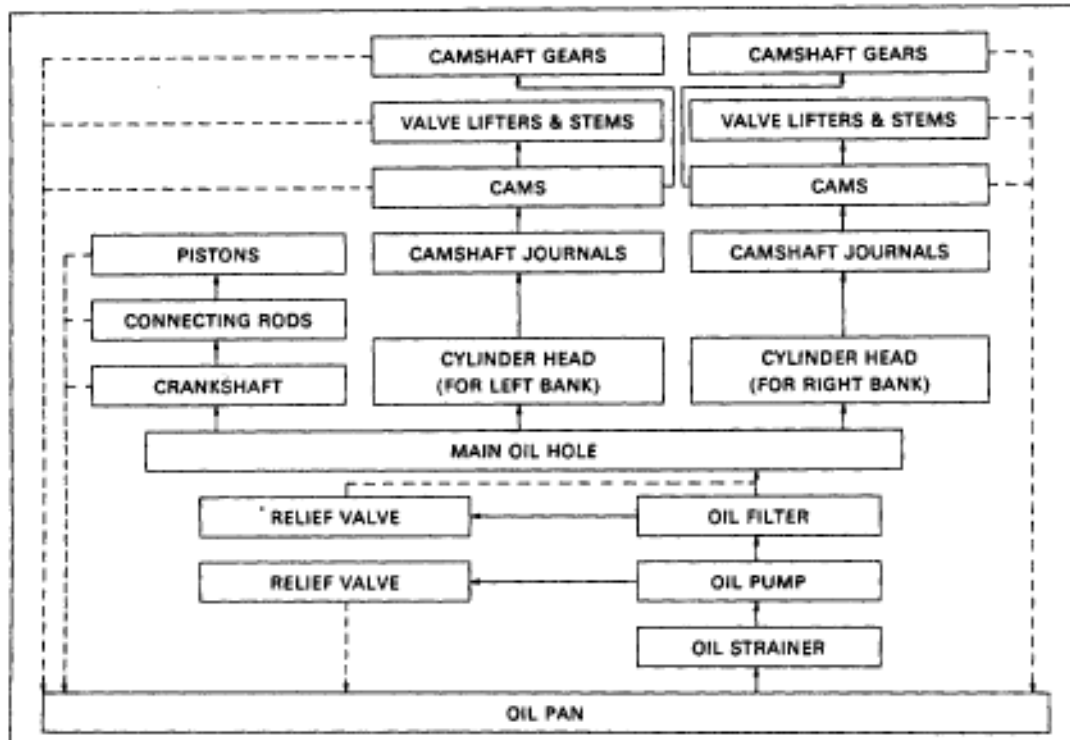 CAMSHAFT GEARS
CAMSHAFT GEARS
VALVE LIFTERS & STEMS
VALVE LIFTERS & STEMS
CAMS
CAMS
PISTONS
CAMSHAFT JOURNALS
CAMSHAFT JOURNALS
CONNECTING RODS
CRANKSHAFT
CYLINDER HEAD
(FOR LEFT BANK)
CYLINDER HEAD
(FOR RIGHT BANK)
MAIN OIL HOLE
RELIEF VALVE
OIL FILTER
RELIEF VALVE
OIL PUMP
OIL STRAINER
OIL PAN